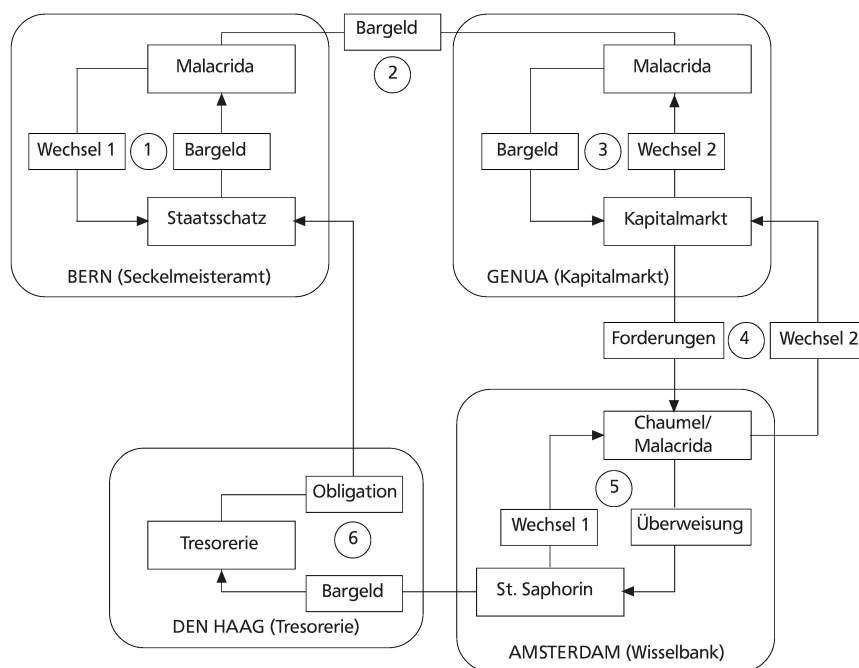 Bargeld
2
Malacrida
Malacrida
Wechsel 1
1
Bargeld
Bargeld
3
Wechsel 2
Staatsschatz
Kapitalmarkt
BERN (Seckelmeisteramt)
GENUA (Kapitalmarkt)
Forderungen
4
Wechsel 2
Chaumel/
Malacrida
Obligation
5
Wechsel 1
Überweisung
6
Tresorerie
Bargeld
St. Saphorin
DEN HAAG (Tresorerie)
AMSTERDAM (Wisselbank)